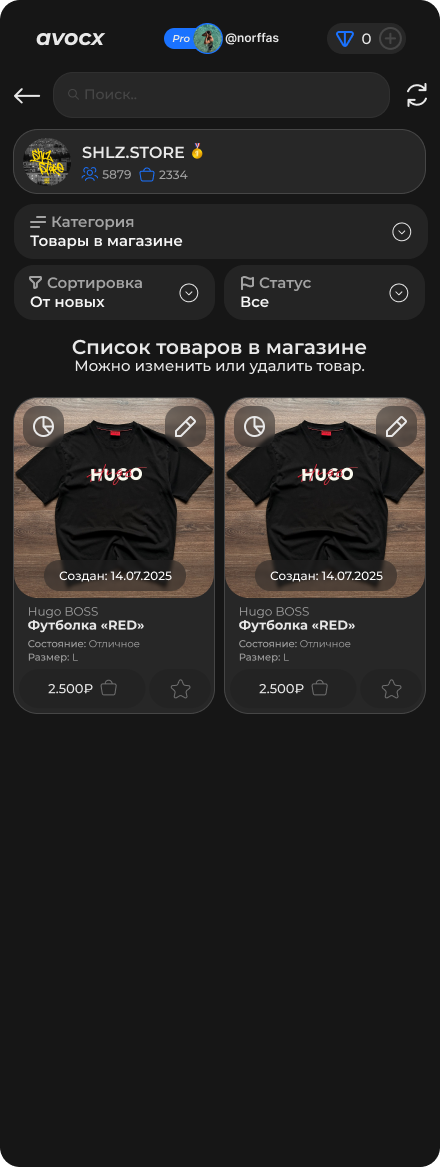 avocx
Pro @norffas 0
Поиск..
SHLZ.STORE
5879 2334
Категория
Товары в магазине
Сортировка
От новых
Статус
Все
Список товаров в магазине
Можно изменить или удалить товар.
HUGO
Создан: 14.07.2025
Hugo BOSS
Футболка «RED»
Состояние: Отличное
Размер: L
2.500₽
HUGO
Создан: 14.07.2025
Hugo BOSS
Футболка «RED»
Состояние: Отличное
Размер: L
2.500₽